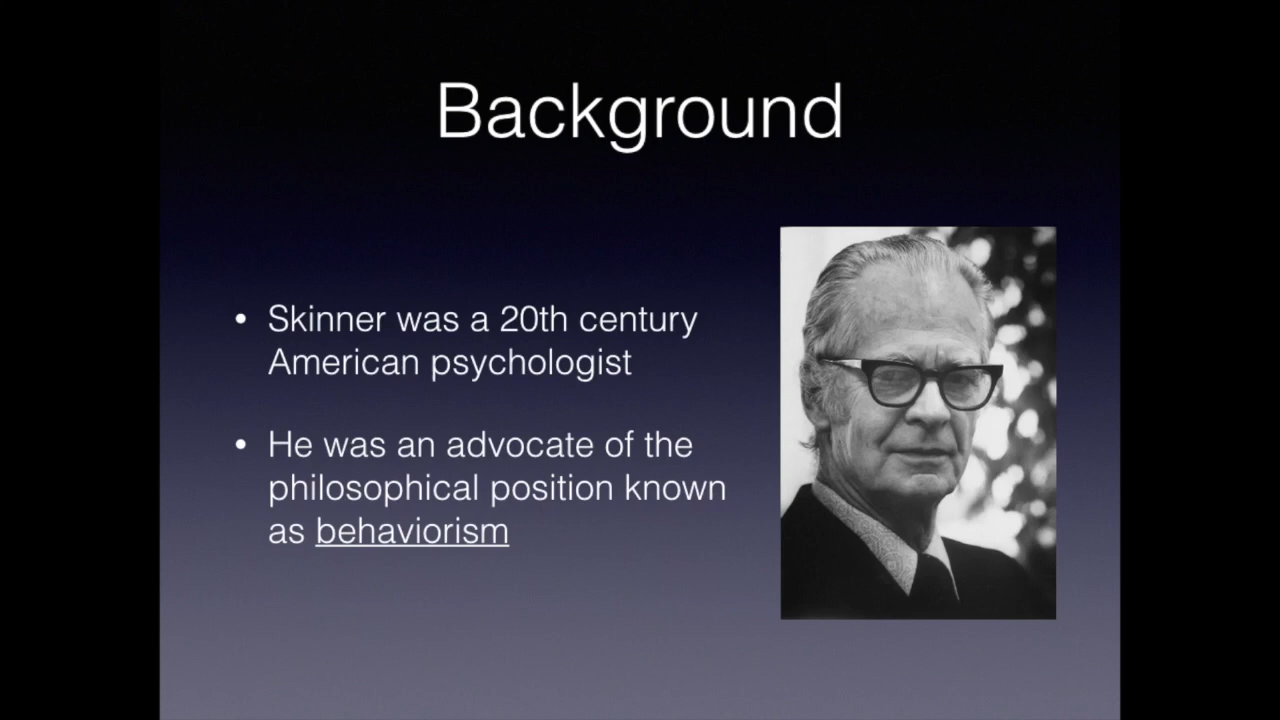 Background
• Skinner was a 20th century
American psychologist
• He was an advocate of the
philosophical position known
as behaviorism